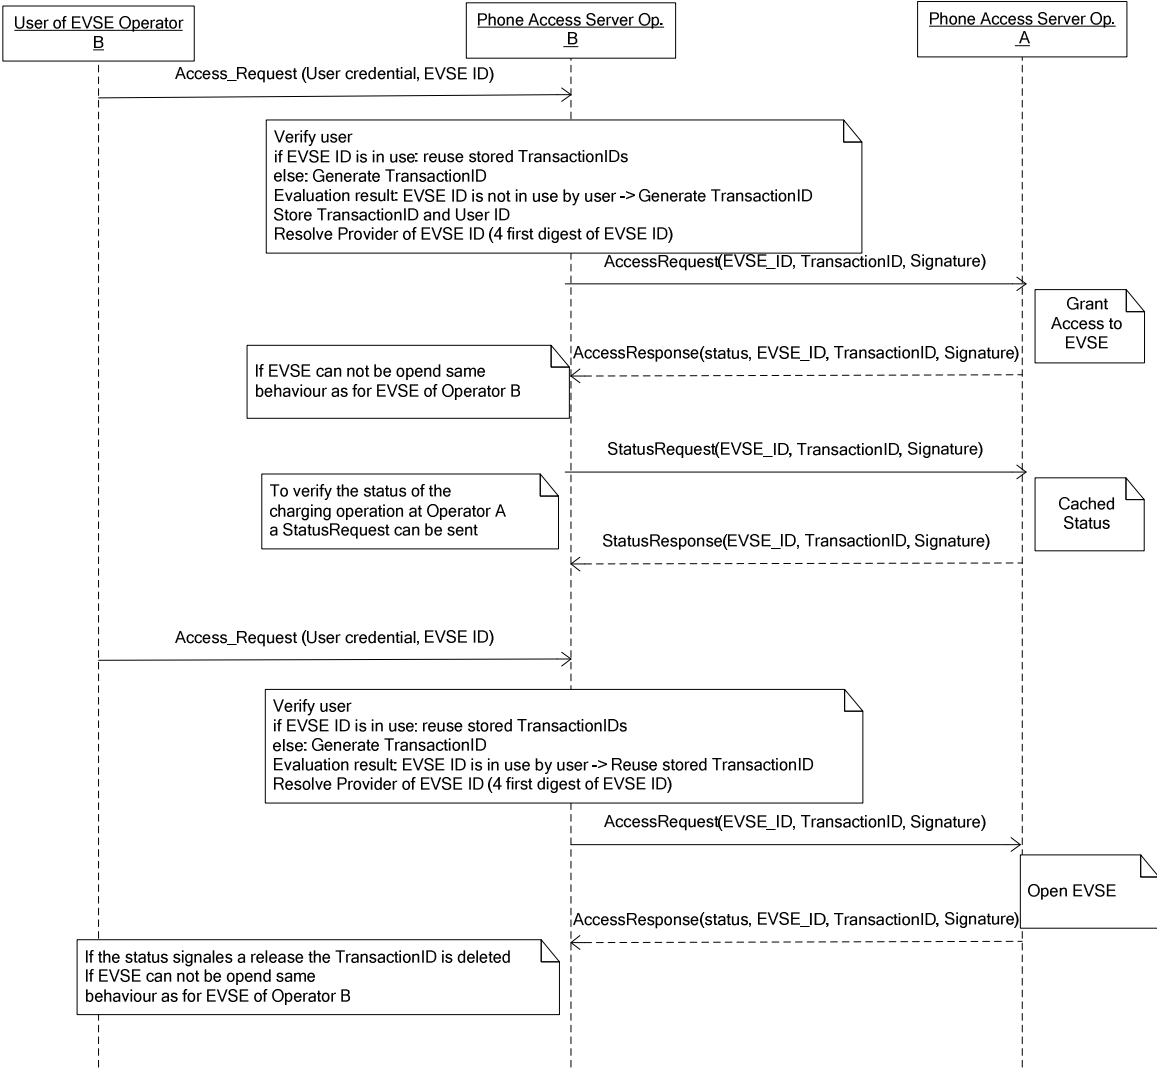 User of EVSE Operator
B
Phone Access Server Op.
B
Phone Access Server Op.
A
Access_Request (User credential, EVSE ID)
Verify user
if EVSE ID is in use: reuse stored TransactionIDs
else: Generate TransactionID
Evaluation result: EVSE ID is not in use by user -> Generate TransactionID
Store TransactionID and User ID
Resolve Provider of EVSE ID (4 first digest of EVSE ID)
AccessRequest(EVSE_ID, TransactionID, Signature)
Grant
Access to
EVSE
AccessResponse(status, EVSE_ID, TransactionID, Signature)
If EVSE can not be opend same
behaviour as for EVSE of Operator B
StatusRequest(EVSE_ID, TransactionID, Signature)
To verify the status of the
charging operation at Operator A
a StatusRequest can be sent
Cached
Status
StatusResponse(EVSE_ID, TransactionID, Signature)
Access_Request (User credential, EVSE ID)
Verify user
if EVSE ID is in use: reuse stored TransactionIDs
else: Generate TransactionID
Evaluation result: EVSE ID is in use by user -> Reuse stored TransactionID
Resolve Provider of EVSE ID (4 first digest of EVSE ID)
AccessRequest(EVSE_ID, TransactionID, Signature)
Open EVSE
AccessResponse(status, EVSE_ID, TransactionID, Signature)
If the status signales a release the TransactionID is deleted
If EVSE can not be opend same
behaviour as for EVSE of Operator B